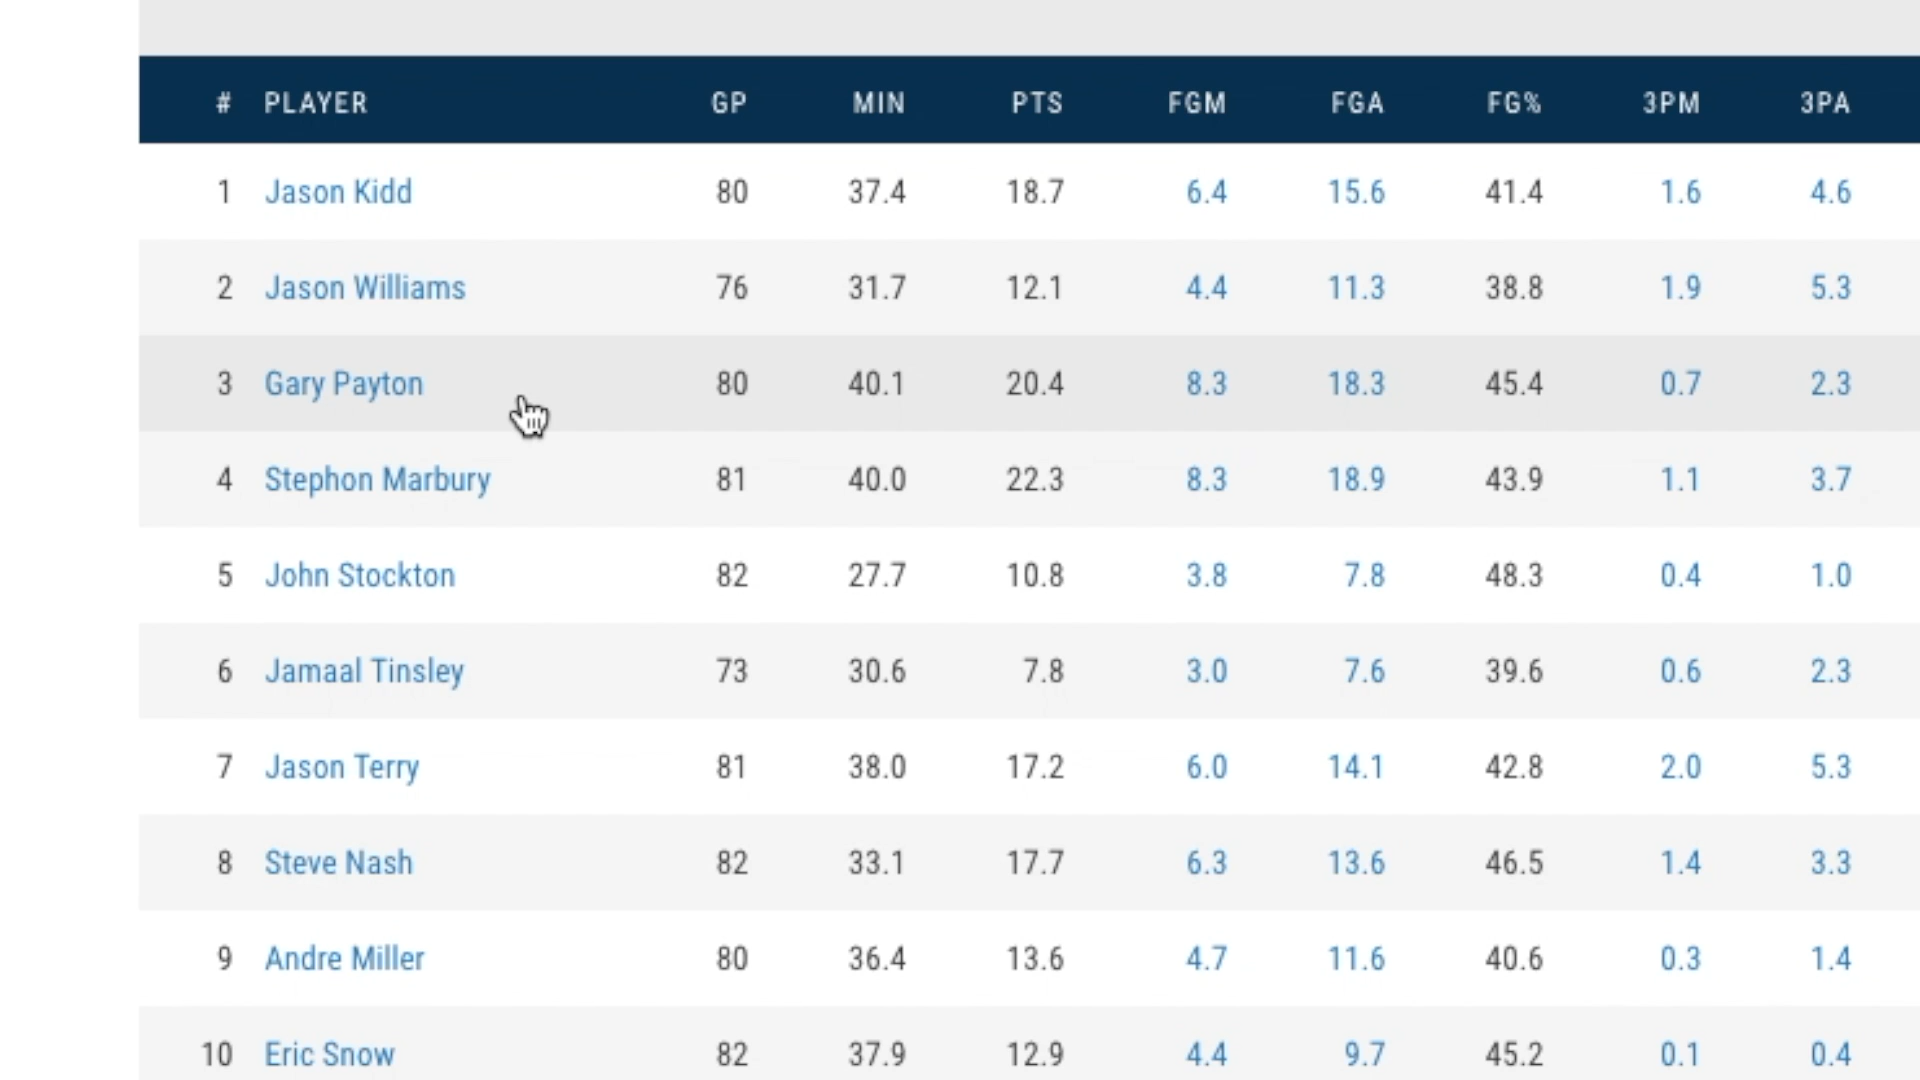 # PLAYER GP MIN PTS FGM FGA FG% 3PM 3PA
1 Jason Kidd 80 37.4 18.7 6.4 15.6 41.4 1.6 4.6
2 Jason Williams 76 31.7 12.1 4.4 11.3 38.8 1.9 5.3
3 Gary Payton 80 40.1 20.4 8.3 18.3 45.4 0.7 2.3
4 Stephon Marbury 81 40.0 22.3 8.3 18.9 43.9 1.1 3.7
5 John Stockton 82 27.7 10.8 3.8 7.8 48.3 0.4 1.0
6 Jamaal Tinsley 73 30.6 7.8 3.0 7.6 39.6 0.6 2.3
7 Jason Terry 81 38.0 17.2 6.0 14.1 42.8 2.0 5.3
8 Steve Nash 82 33.1 17.7 6.3 13.6 46.5 1.4 3.3
9 Andre Miller 80 36.4 13.6 4.7 11.6 40.6 0.3 1.4
10 Eric Snow 82 37.9 12.9 4.4 9.7 45.2 0.1 0.4